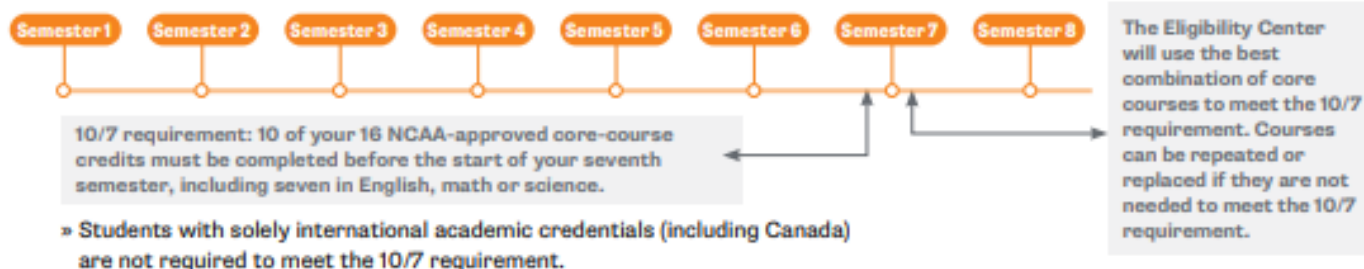 Semester 1 Semester 2 Semester 3 Semester 4 Semester 5 Semester 6 Semester 7 Semester 8
10/7 requirement: 10 of your 16 NCAA-approved core-course
credits must be completed before the start of your seventh
semester, including seven in English, math or science.
The Eligibility Center
will use the best
combination of core
courses to meet the 10/7
requirement. Courses
can be repeated or
replaced if they are not
needed to meet the 10/7
requirement.
» Students with solely international academic credentials (including Canada)
are not required to meet the 10/7 requirement.